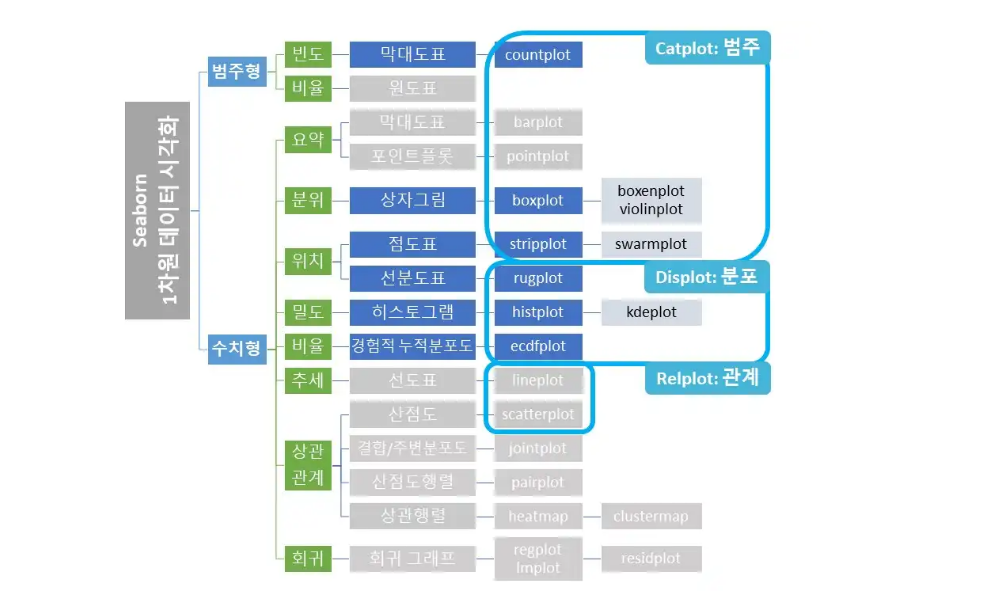 Seaborn
1차원 데이터 시각화
범주형
빈도
막대도표
countplot
Catplot: 범주
비율
원도표
요약
막대도표
barplot
포인트플롯
pointplot
분위
상자그림
boxplot
boxenplot
violinplot
위치
점도표
stripplot
swarmplot
선분도표
rugplot
Displot: 분포
밀도
히스토그램
histplot
kdeplot
수치형
비율
경험적 누적분포도
ecdfplot
추세
선도표
lineplot
Relplot: 관계
상관
관계
산점도
scatterplot
결합/주변분포도
jointplot
산점도행렬
pairplot
상관행렬
heatmap
clustermap
회귀
회귀 그래프
regplot
lmplot
residplot